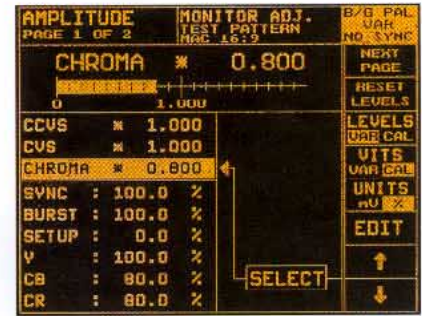 AMPLITUDE
PAGE 1 OF 2
MONITOR ADJ.
TEST PATTERN
MAC 16:9
B/G PAL
VAR
NO SYNC
CHROMA * 0.800
0 1.000
CCVS * 1.000
CVS * 1.000
CHROMA * 0.800
SYNC : 100.0 %
BURST : 100.0 %
SETUP : 0.0 %
Y : 100.0 %
CB : 80.0 %
CR : 80.0 %
SELECT
NEXT
PAGE
RESET
LEVELS
LEVELS
VAR CAL
VITS
VAR CAL
UNITS
mV %
EDIT
↑
↓